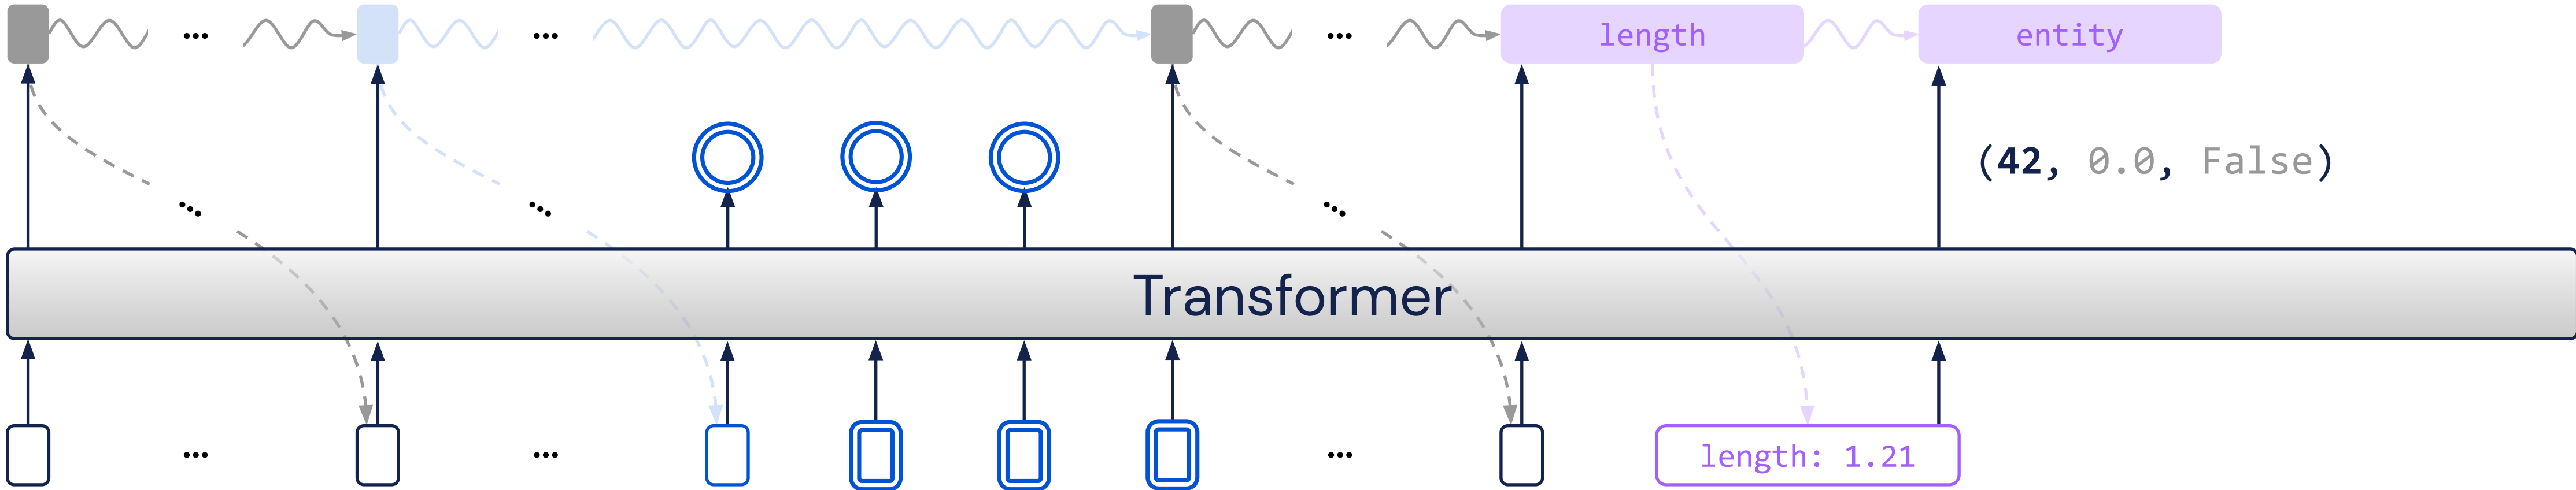 ... ... ... length entity
(42, 0.0, False)
... ... ...
Transformer
... ... ... length: 1.21